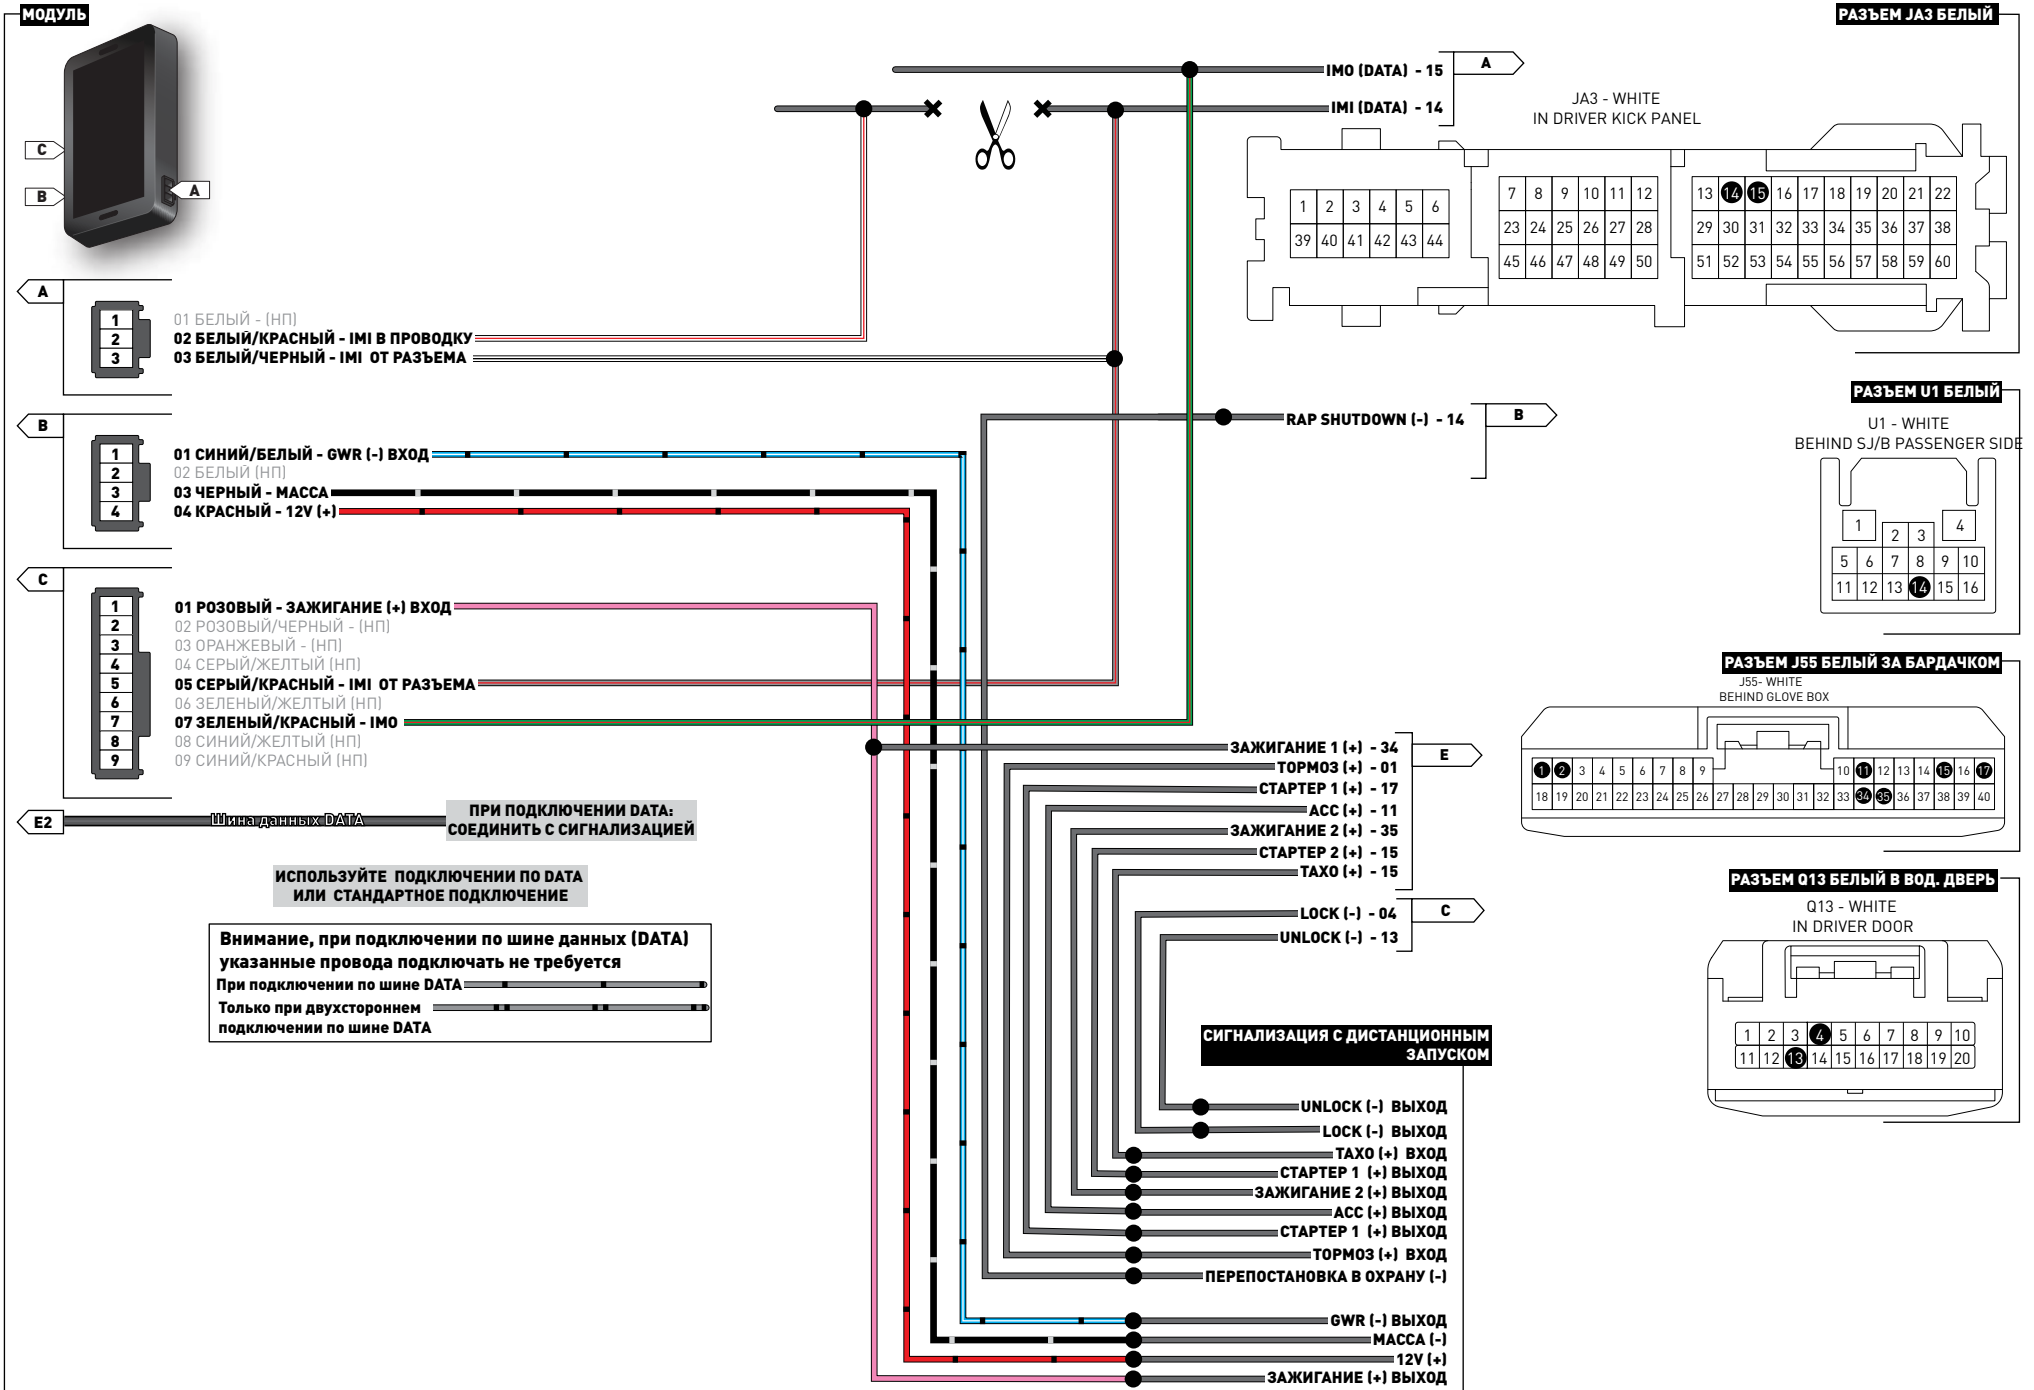 МОДУЛЬ
C
B
A
A
1
2
3
01 БЕЛЫЙ - (НП)
02 БЕЛЫЙ/КРАСНЫЙ - IMI В ПРОВОДКУ
03 БЕЛЫЙ/ЧЕРНЫЙ - IMI ОТ РАЗЪЕМА
B
1
2
3
4
01 СИНИЙ/БЕЛЫЙ - GWR (-) ВХОД
02 БЕЛЫЙ (НП)
03 ЧЕРНЫЙ - МАССА
04 КРАСНЫЙ - 12V (+)
C
1
2
3
4
5
6
7
8
9
01 РОЗОВЫЙ - ЗАЖИГАНИЕ (+) ВХОД
02 РОЗОВЫЙ/ЧЕРНЫЙ - (НП)
03 ОРАНЖЕВЫЙ - (НП)
04 СЕРЫЙ/ЖЕЛТЫЙ (НП)
05 СЕРЫЙ/КРАСНЫЙ - IMI ОТ РАЗЪЕМА
06 ЗЕЛЕНЫЙ/ЖЕЛТЫЙ (НП)
07 ЗЕЛЕНЫЙ/КРАСНЫЙ - IMO
08 СИНИЙ/ЖЕЛТЫЙ (НП)
09 СИНИЙ/КРАСНЫЙ (НП)
E2
Шина данных DATA
ПРИ ПОДКЛЮЧЕНИИ DATA:
СОЕДИНИТЬ С СИГНАЛИЗАЦИЕЙ
ИСПОЛЬЗУЙТЕ ПОДКЛЮЧЕНИИ ПО DATA
ИЛИ СТАНДАРТНОЕ ПОДКЛЮЧЕНИЕ
Внимание, при подключении по шине данных (DATA)
указанные провода подключать не требуется
При подключении по шине DATA
Только при двухстороннем
подключении по шине DATA
IMO (DATA) - 15
IMI (DATA) - 14
A
RAP SHUTDOWN (-) - 14
B
ЗАЖИГАНИЕ 1 (+) - 34
ТОРМОЗ (+) - 01
СТАРТЕР 1 (+) - 17
ACC (+) - 11
ЗАЖИГАНИЕ 2 (+) - 35
СТАРТЕР 2 (+) - 15
ТАХО (+) - 15
E
LOCK (-) - 04
UNLOCK (-) - 13
C
СИГНАЛИЗАЦИЯ С ДИСТАНЦИОННЫМ
ЗАПУСКОМ
UNLOCK (-) ВЫХОД
LOCK (-) ВЫХОД
ТАХО (+) ВХОД
СТАРТЕР 1 (+) ВЫХОД
ЗАЖИГАНИЕ 2 (+) ВЫХОД
ACC (+) ВЫХОД
СТАРТЕР 1 (+) ВЫХОД
ТОРМОЗ (+) ВХОД
ПЕРЕПОСТАНОВКА В ОХРАНУ (-)
GWR (-) ВЫХОД
МАССА (-)
12V (+)
ЗАЖИГАНИЕ (+) ВЫХОД
РАЗЪЕМ JA3 БЕЛЫЙ
JA3 - WHITE
IN DRIVER KICK PANEL
1 2 3 4 5 6
39 40 41 42 43 44
7 8 9 10 11 12
23 24 25 26 27 28
45 46 47 48 49 50
13 14 15 16 17 18 19 20 21 22
29 30 31 32 33 34 35 36 37 38
51 52 53 54 55 56 57 58 59 60
РАЗЪЕМ U1 БЕЛЫЙ
U1 - WHITE
BEHIND SJ/B PASSENGER SIDE
1 4
2 3
5 6 7 8 9 10
11 12 13 14 15 16
РАЗЪЕМ J55 БЕЛЫЙ ЗА БАРДАЧКОМ
J55- WHITE
BEHIND GLOVE BOX
1 2 3 4 5 6 7 8 9 10 11 12 13 14 15 16 17
18 19 20 21 22 23 24 25 26 27 28 29 30 31 32 33 34 35 36 37 38 39 40
РАЗЪЕМ Q13 БЕЛЫЙ В ВОД. ДВЕРЬ
Q13 - WHITE
IN DRIVER DOOR
1 2 3 4 5 6 7 8 9 10
11 12 13 14 15 16 17 18 19 20